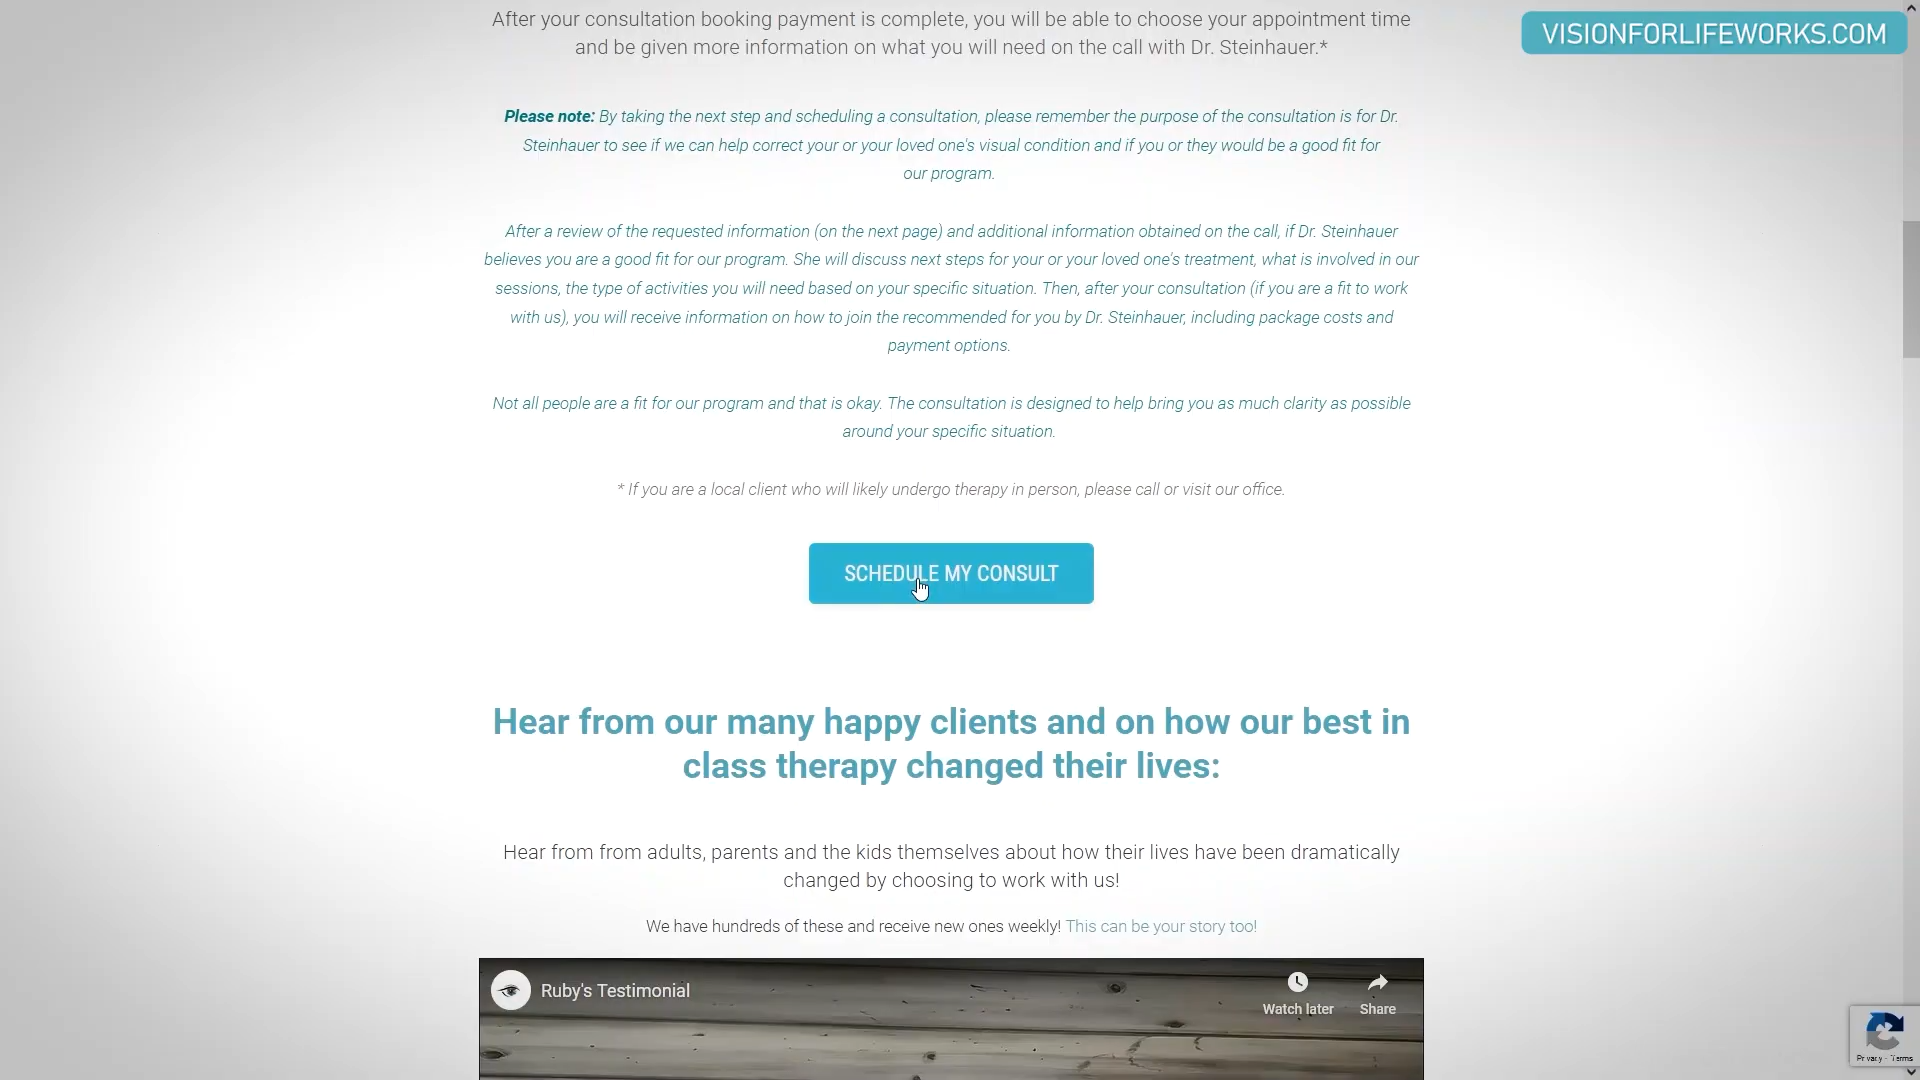 After your consultation booking payment is complete, you will be able to choose your appointment time
and be given more information on what you will need on the call with Dr. Steinhauer.*
VISIONFORLIFEWORKS.COM
Please note: By taking the next step and scheduling a consultation, please remember the purpose of the consultation is for Dr.
Steinhauer to see if we can help correct your or your loved one's visual condition and if you or they would be a good fit for
our program.
After a review of the requested information (on the next page) and additional information obtained on the call, if Dr. Steinhauer
believes you are a good fit for our program. She will discuss next steps for your or your loved one's treatment, what is involved in our
sessions, the type of activities you will need based on your specific situation. Then, after your consultation (if you are a fit to work
with us), you will receive information on how to join the recommended for you by Dr. Steinhauer, including package costs and
payment options.
Not all people are a fit for our program and that is okay. The consultation is designed to help bring you as much clarity as possible
around your specific situation.
* If you are a local client who will likely undergo therapy in person, please call or visit our office.
SCHEDULE MY CONSULT
Hear from our many happy clients and on how our best in
class therapy changed their lives:
Hear from from adults, parents and the kids themselves about how their lives have been dramatically
changed by choosing to work with us!
We have hundreds of these and receive new ones weekly! This can be your story too!
Ruby's Testimonial
Watch later
Share
Privacy - Terms